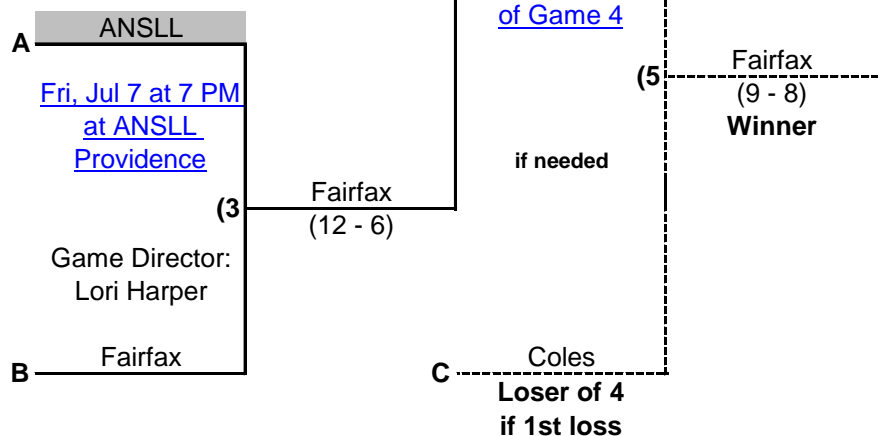 of Game 4
ANSLL
A
Fairfax
(5
(9 - 8)
Winner
Fri, Jul 7 at 7 PM
at ANSLL
Providence
if needed
(3
Fairfax
(12 - 6)
Game Director:
Lori Harper
Fairfax
B
Coles
C
Loser of 4
if 1st loss